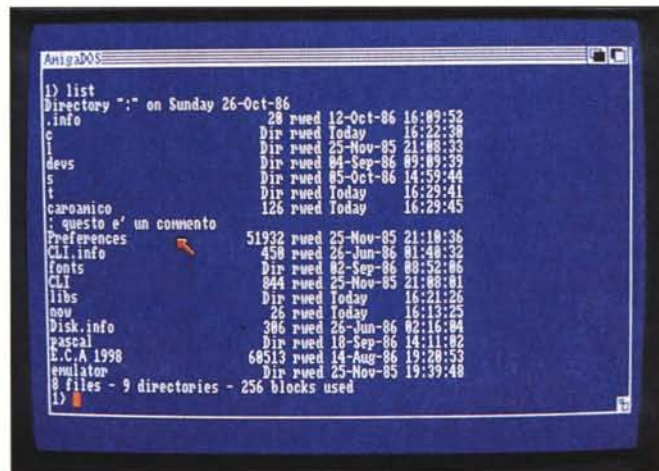 AmigaDOS
1) list
Directory ":" on Sunday 26-Oct-86
.info 20 rwed 12-Oct-86 16:09:52
c Dir rwed Today 16:22:30
l Dir rwed 25-Nov-85 21:08:33
devs Dir rwed 04-Sep-86 09:09:39
s Dir rwed 05-Oct-86 14:59:44
t Dir rwed Today 16:29:41
caroamico 126 rwed Today 16:29:45
: questo e' un commento
Preferences 51932 rwed 25-Nov-85 21:10:36
CLI.info 450 rwed 26-Jun-86 01:40:32
fonts Dir rwed 02-Sep-86 08:52:06
CLI 844 rwed 25-Nov-85 21:08:01
libs Dir rwed Today 16:21:26
nov 26 rwed Today 16:13:25
Disk.info 306 rwed 26-Jun-86 02:16:04
pascal Dir rwed 18-Sep-86 14:11:02
E.C.A 1998 60513 rwed 14-Aug-86 19:20:53
emulator Dir rwed 25-Nov-85 19:39:48
8 files - 9 directories - 256 blocks used
1)